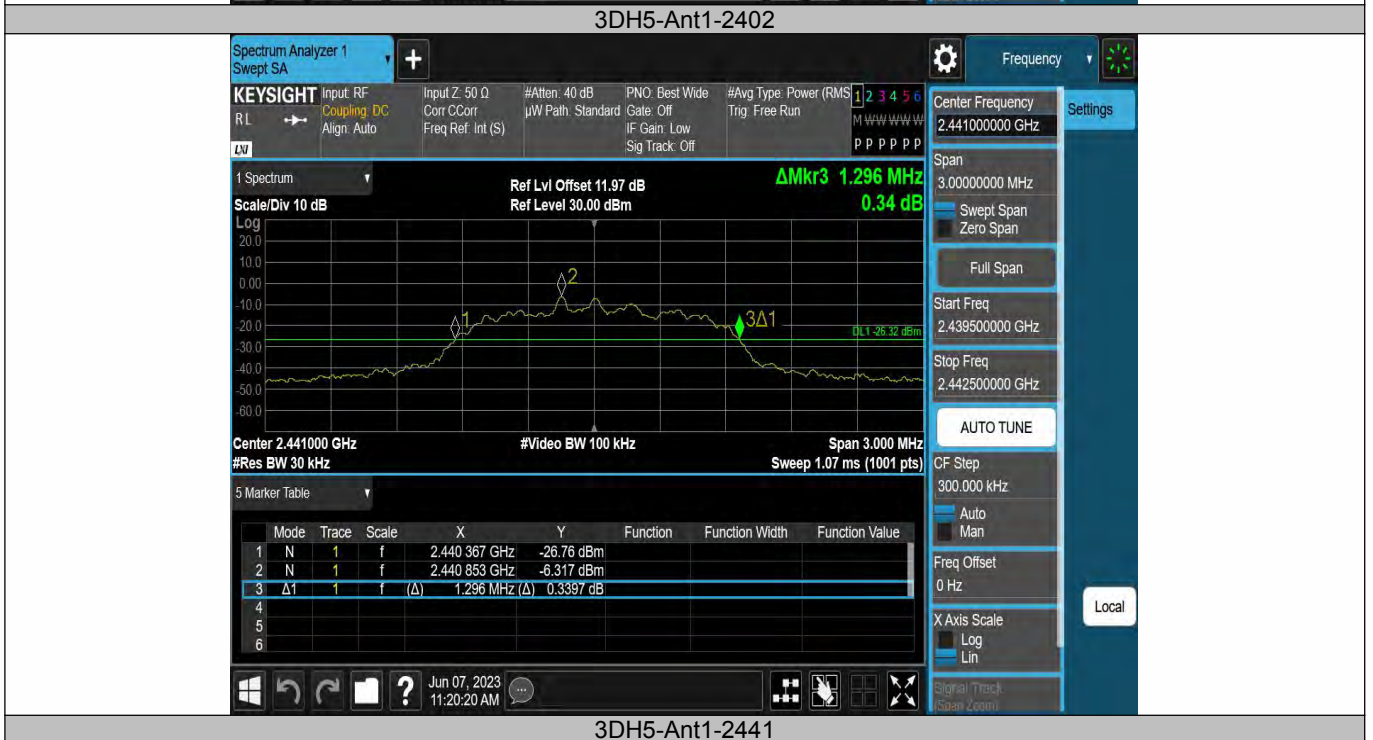 3DH5-Ant1-2402
Spectrum Analyzer 1
Swept SA
+
Frequency
KEYSIGHT
RL
LXI
Input: RF
Coupling: DC
Align: Auto
Input Z: 50 Ω
Corr CCorr
Freq Ref: Int (S)
#Atten: 40 dB
µW Path: Standard
PNO: Best Wide
Gate: Off
IF Gain: Low
Sig Track: Off
#Avg Type: Power (RMS
Trig: Free Run
1 2 3 4 5 6
M W W W W W
P P P P P P
Center Frequency
2.441000000 GHz
Settings
Span
3.00000000 MHz
Swept Span
Zero Span
Full Span
Start Freq
2.439500000 GHz
Stop Freq
2.442500000 GHz
AUTO TUNE
CF Step
300.000 kHz
Auto
Man
Freq Offset
0 Hz
X Axis Scale
Log
Lin
Signal Track
(Span Zoom)
Local
1 Spectrum
Scale/Div 10 dB
Ref Lvl Offset 11.97 dB
Ref Level 30.00 dBm
ΔMkr3 1.296 MHz
0.34 dB
Log
20.0
10.0
0.00
-10.0
-20.0
-30.0
-40.0
-50.0
-60.0
1
2
3Δ1
DL1 -26.32 dBm
Center 2.441000 GHz
#Video BW 100 kHz
Span 3.000 MHz
#Res BW 30 kHz
Sweep 1.07 ms (1001 pts)
5 Marker Table
Mode Trace Scale X Y Function Function Width Function Value
1 N 1 f 2.440 367 GHz -26.76 dBm
2 N 1 f 2.440 853 GHz -6.317 dBm
3 Δ1 1 f (Δ) 1.296 MHz (Δ) 0.3397 dB
4
5
6
?
Jun 07, 2023
11:20:20 AM
3DH5-Ant1-2441